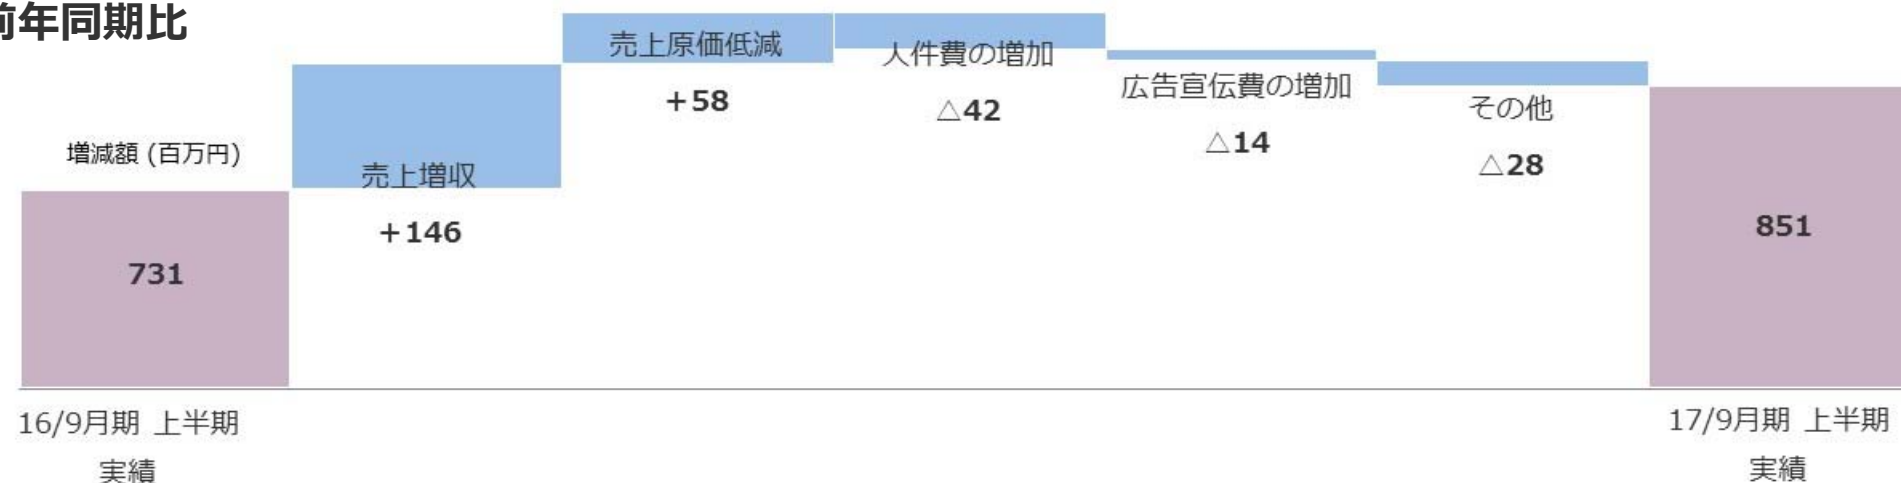 前年同期比
増減額 (百万円)
731
売上増収
+146
売上原価低減
+58
人件費の増加
△42
広告宣伝費の増加
△14
その他
△28
851
16/9月期 上半期
実績
17/9月期 上半期
実績